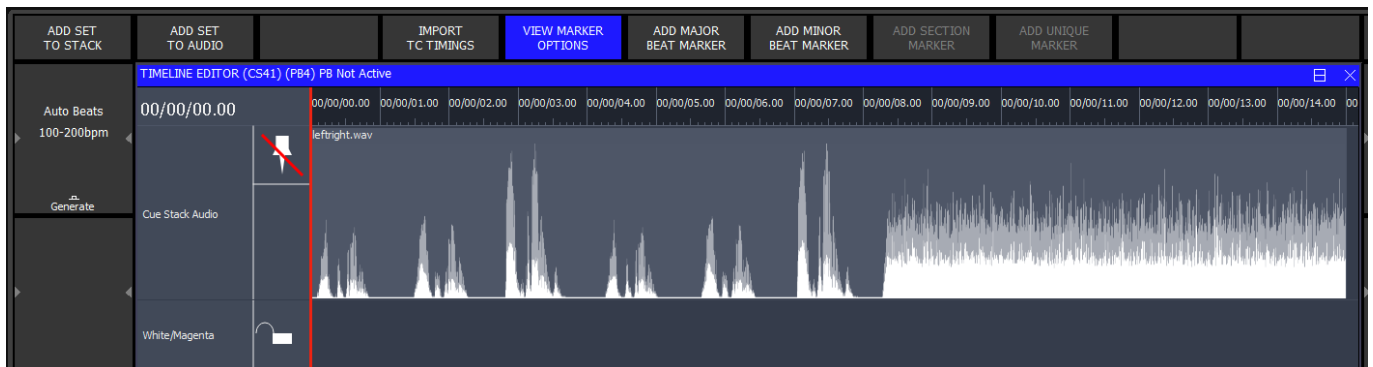 ADD SET
TO STACK
ADD SET
TO AUDIO
IMPORT
TC TIMINGS
VIEW MARKER
OPTIONS
ADD MAJOR
BEAT MARKER
ADD MINOR
BEAT MARKER
ADD SECTION
MARKER
ADD UNIQUE
MARKER
TIMELINE EDITOR (CS41) (PB4) PB Not Active
Auto Beats
100-200bpm
Generate
00/00/00.00
00/00/00.00 00/00/01.00 00/00/02.00 00/00/03.00 00/00/04.00 00/00/05.00 00/00/06.00 00/00/07.00 00/00/08.00 00/00/09.00 00/00/10.00 00/00/11.00 00/00/12.00 00/00/13.00 00/00/14.00 00
leftright.wav
Cue Stack Audio
White/Magenta